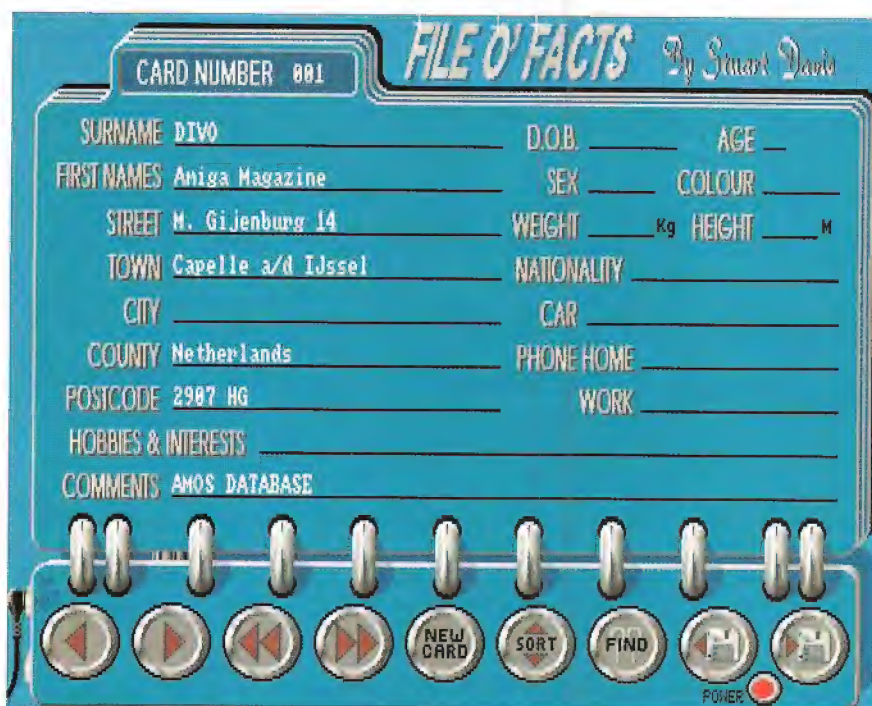 FILE O' FACTS By Stuart Davis
CARD NUMBER 001
SURNAME DIVO D.O.B. AGE
FIRST NAMES Amiga Magazine SEX COLOUR
STREET M. Gijenburg 14 WEIGHT Kg HEIGHT M
TOWN Capelle a/d IJssel NATIONALITY
CITY CAR
COUNTY Netherlands PHONE HOME
POSTCODE 2907 HG WORK
HOBBIES & INTERESTS
COMMENTS AMOS DATABASE
NEW CARD SORT FIND
POWER